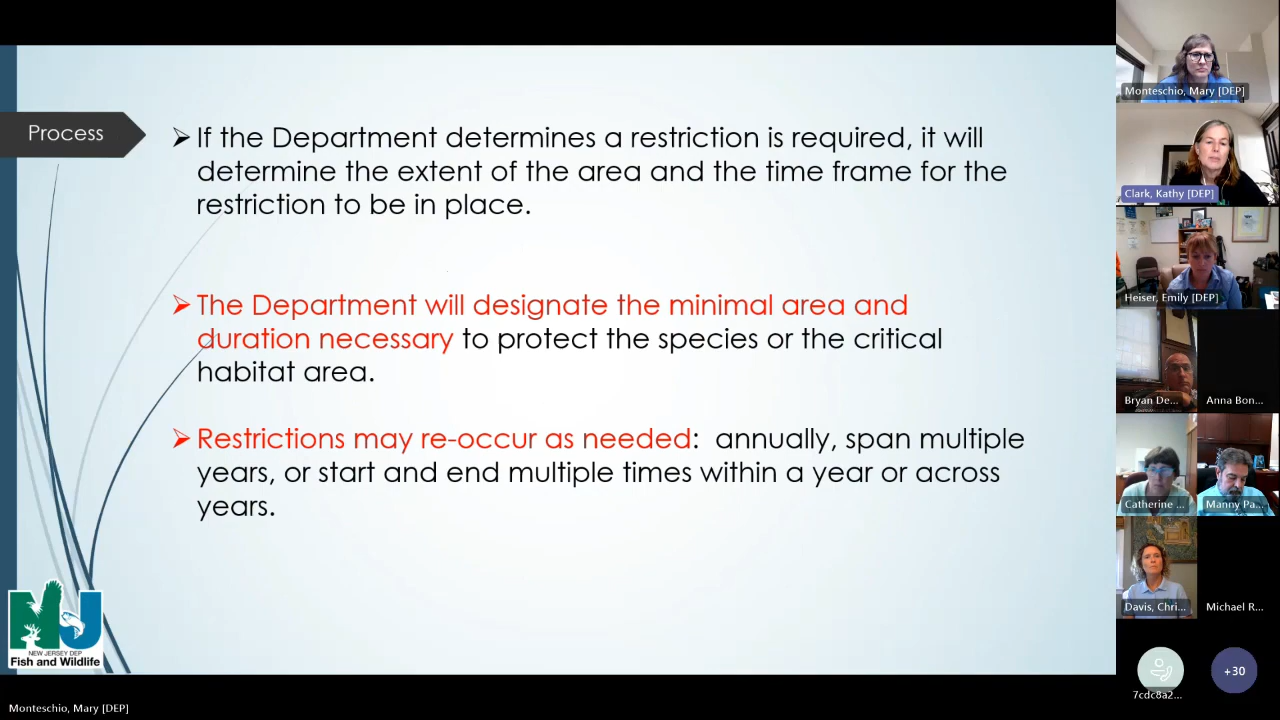 Process
➢ If the Department determines a restriction is required, it will
determine the extent of the area and the time frame for the
restriction to be in place.
➢ The Department will designate the minimal area and
duration necessary to protect the species or the critical
habitat area.
➢ Restrictions may re-occur as needed:  annually, span multiple
years, or start and end multiple times within a year or across
years.
NJ
NEW JERSEY DEP
Fish and Wildlife
Monteschio, Mary [DEP]
Monteschio, Mary [DEP]
Clark, Kathy [DEP]
Heiser, Emily [DEP]
Bryan De...
Anna Bon...
Catherine ...
Manny Pa...
Davis, Chri...
Michael R...
7cdc8a2...
+30